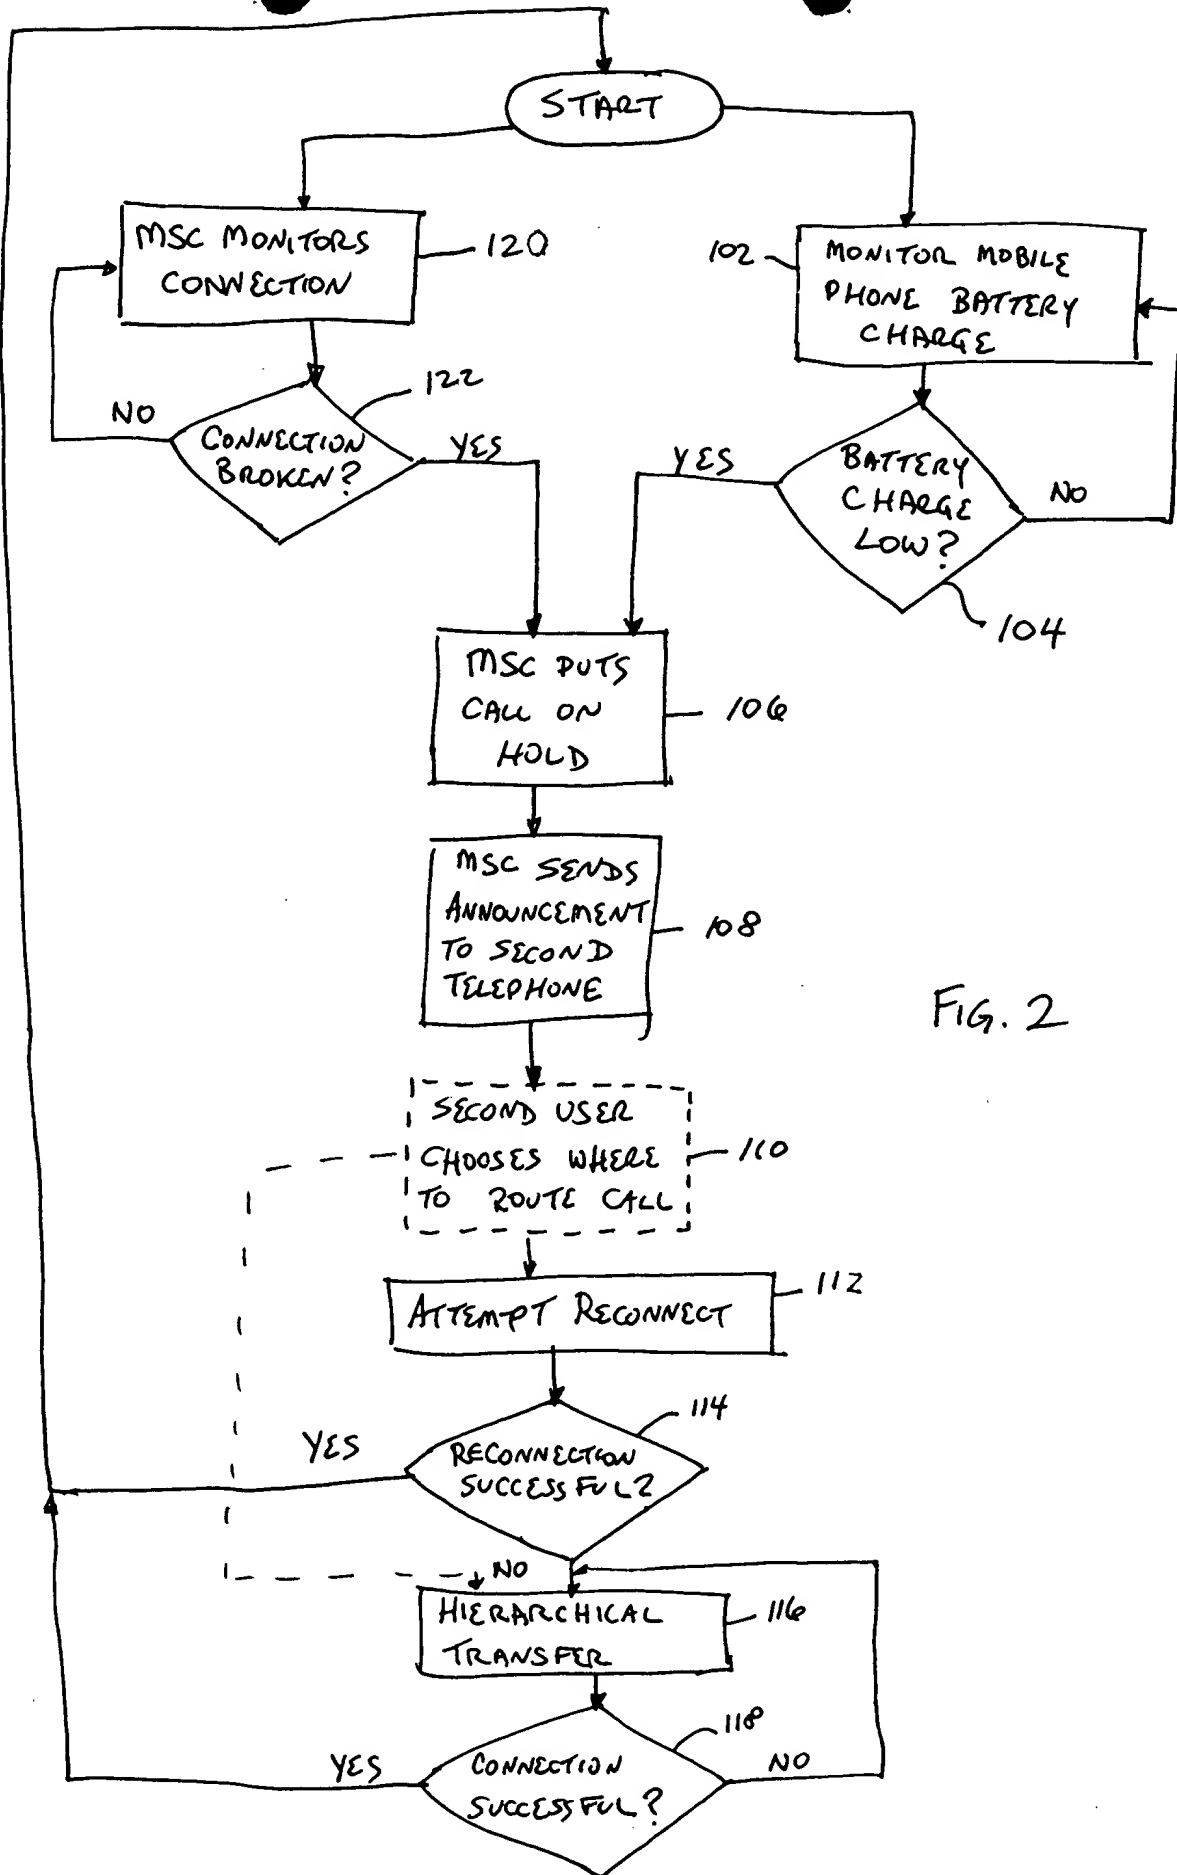 START
MSC MONITORS
CONNECTION
120
102
MONITOR MOBILE
PHONE BATTERY
CHARGE
122
NO
CONNECTION
BROKEN?
YES
YES
BATTERY
CHARGE
LOW?
NO
104
MSC PUTS
CALL ON
HOLD
106
MSC SENDS
ANNOUNCEMENT
TO SECOND
TELEPHONE
108
FIG. 2
SECOND USER
CHOOSES WHERE
TO ROUTE CALL
110
ATTEMPT RECONNECT
112
114
YES
RECONNECTION
SUCCESSFUL?
NO
HIERARCHICAL
TRANSFER
116
118
YES
CONNECTION
SUCCESSFUL?
NO